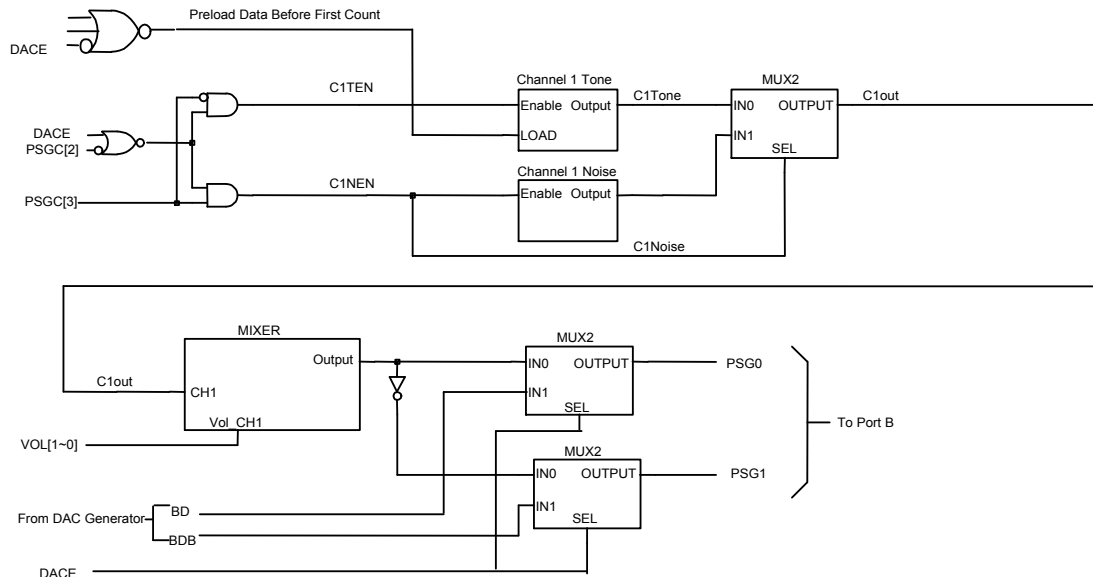 Preload Data Before First Count
DACE
C1TEN
Channel 1 Tone
Enable Output
LOAD
C1Tone
MUX2
IN0 OUTPUT
IN1
SEL
C1out
DACE
PSGC[2]
PSGC[3]
C1NEN
Channel 1 Noise
Enable Output
C1Noise
MIXER
Output
C1out
CH1
Vol_CH1
VOL[1~0]
MUX2
IN0 OUTPUT
IN1
SEL
PSG0
To Port B
MUX2
IN0 OUTPUT
IN1
SEL
PSG1
From DAC Generator
BD
BDB
DACE